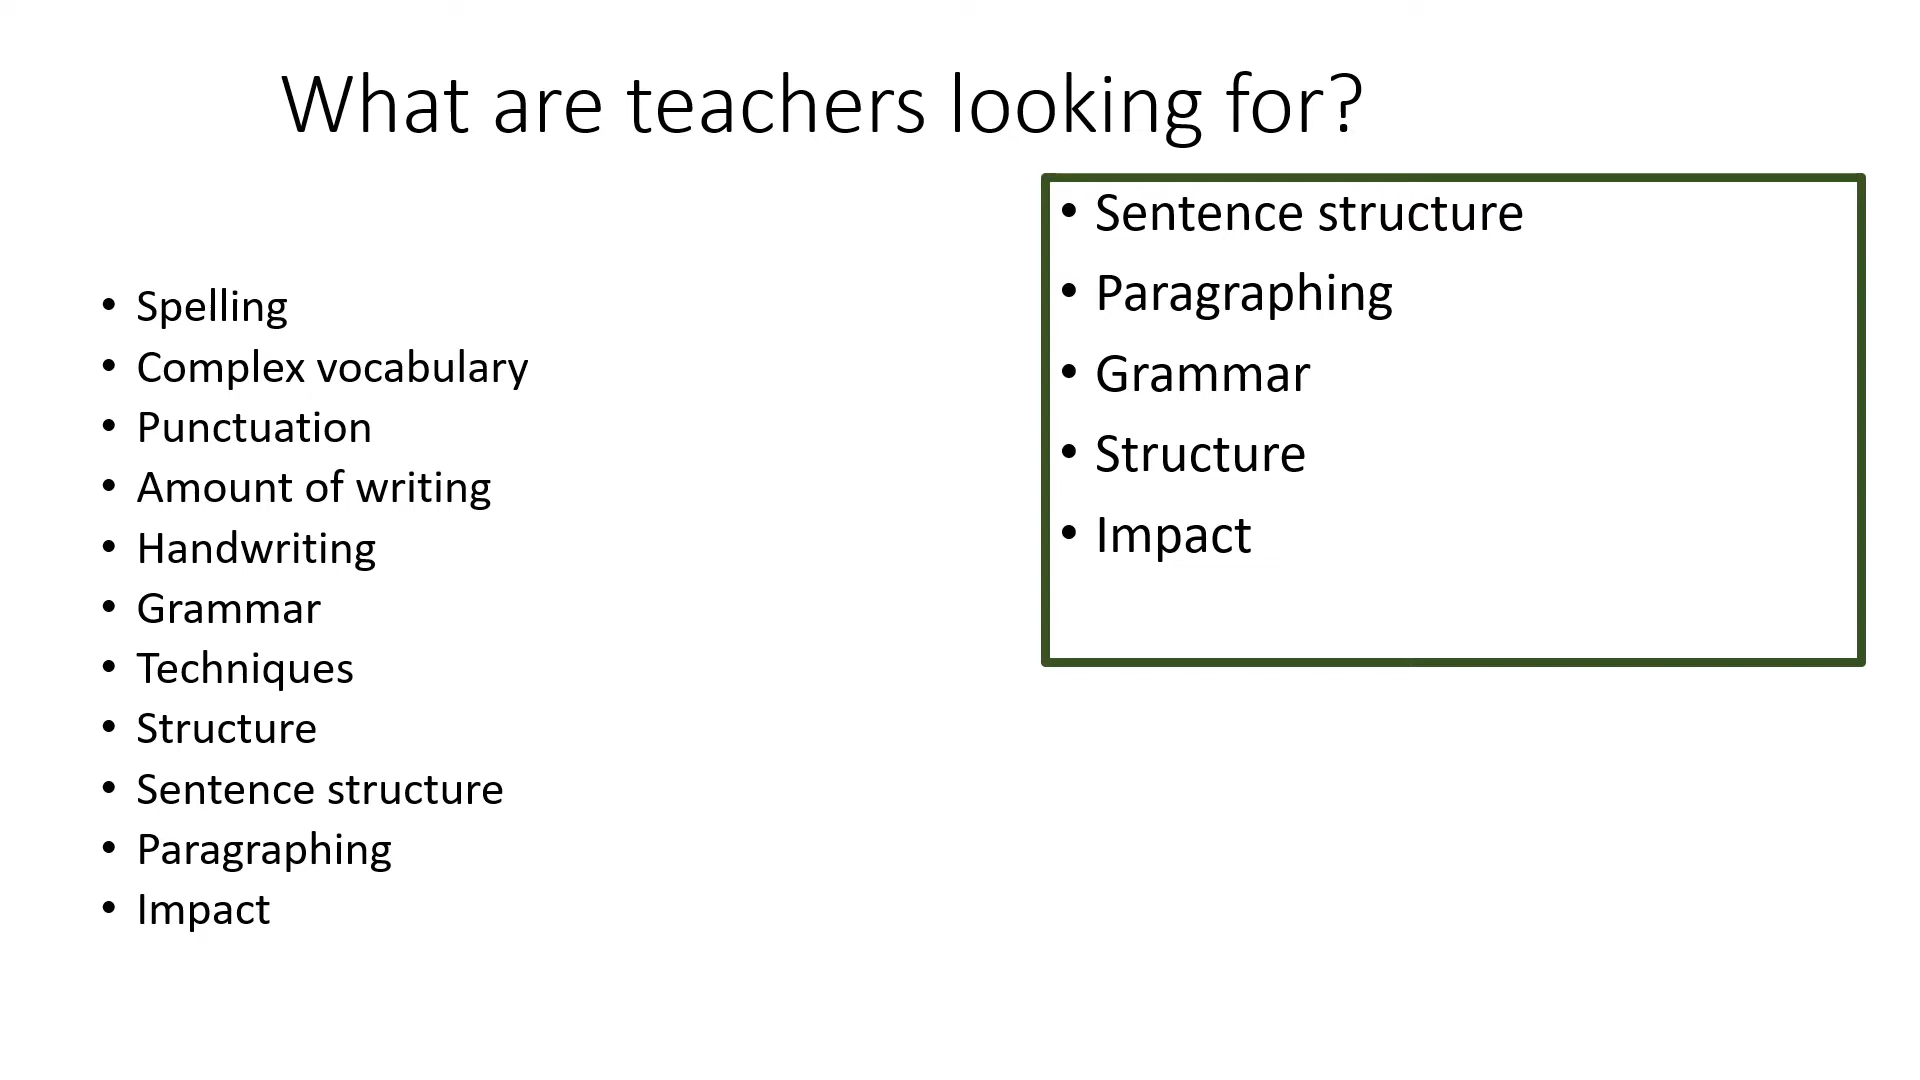 What are teachers looking for?
• Spelling
• Complex vocabulary
• Punctuation
• Amount of writing
• Handwriting
• Grammar
• Techniques
• Structure
• Sentence structure
• Paragraphing
• Impact
• Sentence structure
• Paragraphing
• Grammar
• Structure
• Impact